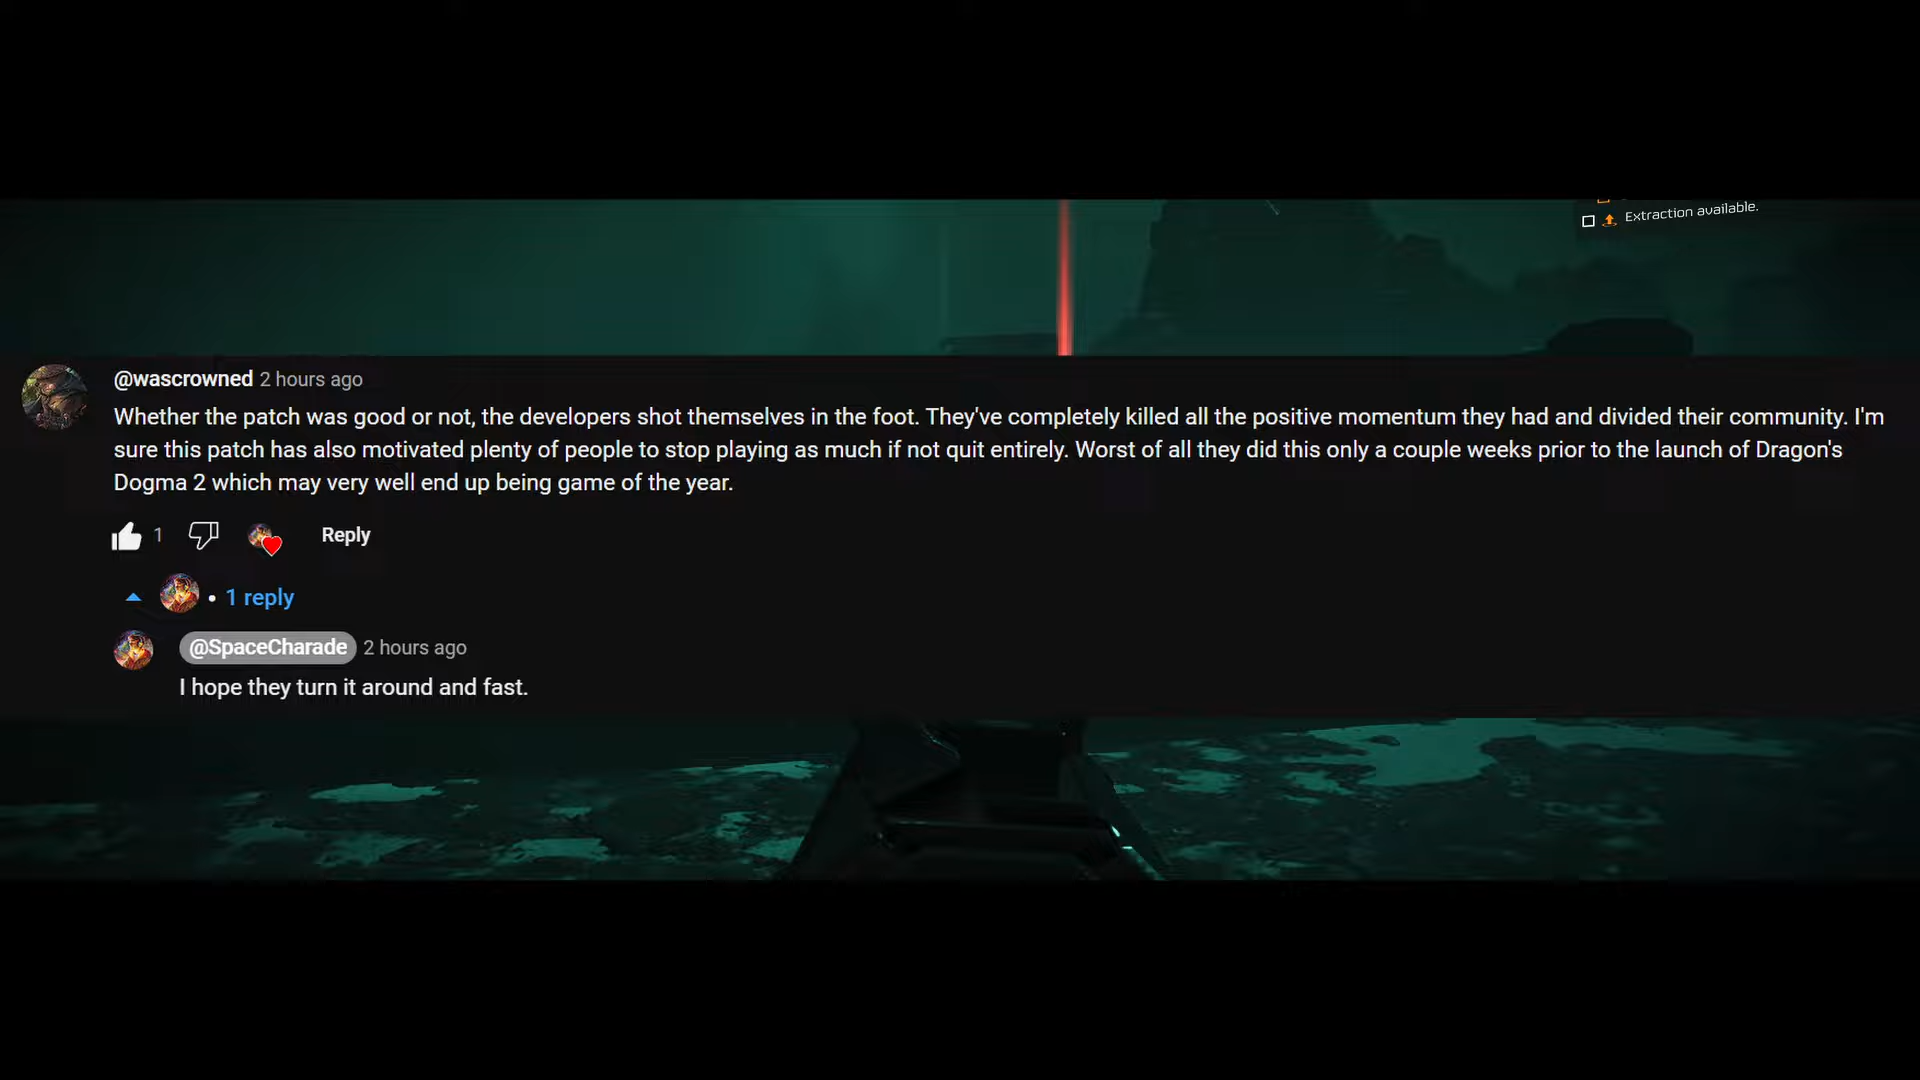 Extraction available.
@wascrowned 2 hours ago
Whether the patch was good or not, the developers shot themselves in the foot. They've completely killed all the positive momentum they had and divided their community. I'm
sure this patch has also motivated plenty of people to stop playing as much if not quit entirely. Worst of all they did this only a couple weeks prior to the launch of Dragon's
Dogma 2 which may very well end up being game of the year.
1 Reply
• 1 reply
@SpaceCharade 2 hours ago
I hope they turn it around and fast.